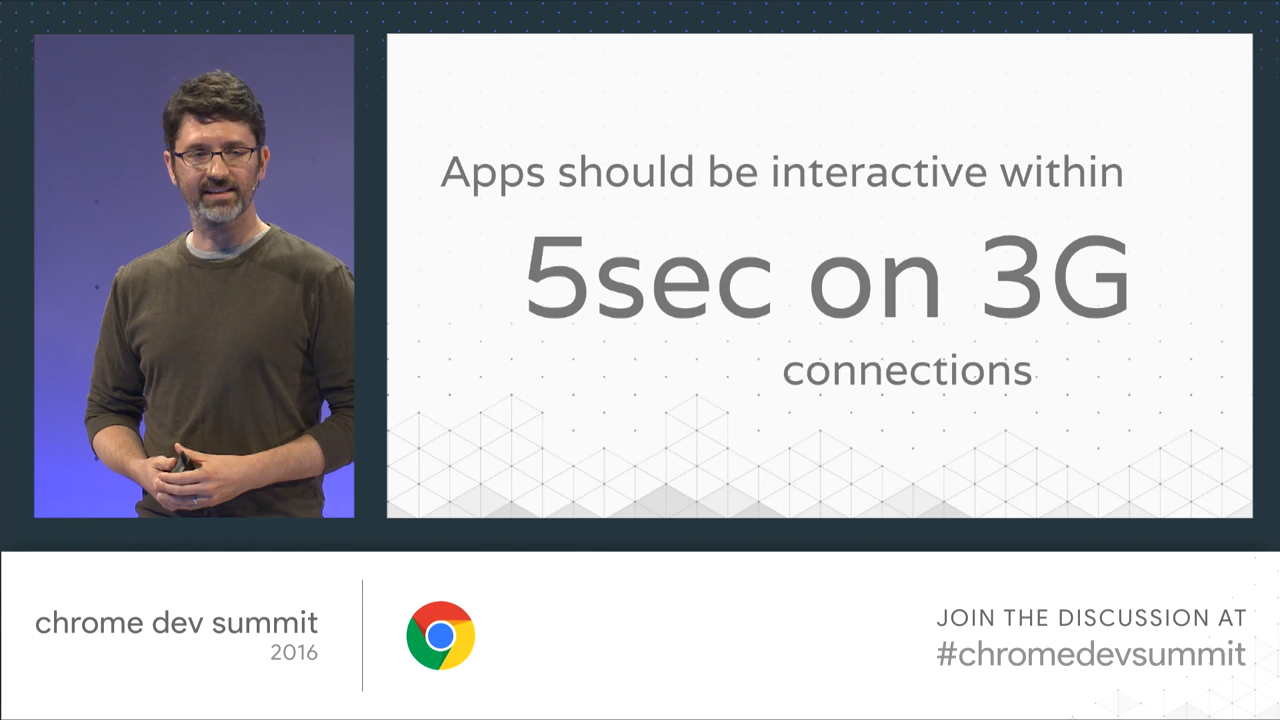 Apps should be interactive within
5sec on 3G
connections
chrome dev summit
2016
JOIN THE DISCUSSION AT
#chromedevsummit